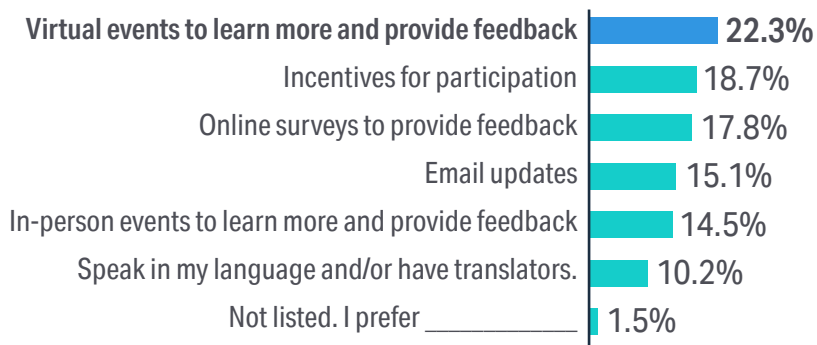 Virtual events to learn more and provide feedback 22.3%
Incentives for participation 18.7%
Online surveys to provide feedback 17.8%
Email updates 15.1%
In-person events to learn more and provide feedback 14.5%
Speak in my language and/or have translators. 10.2%
Not listed. I prefer _____________ 1.5%